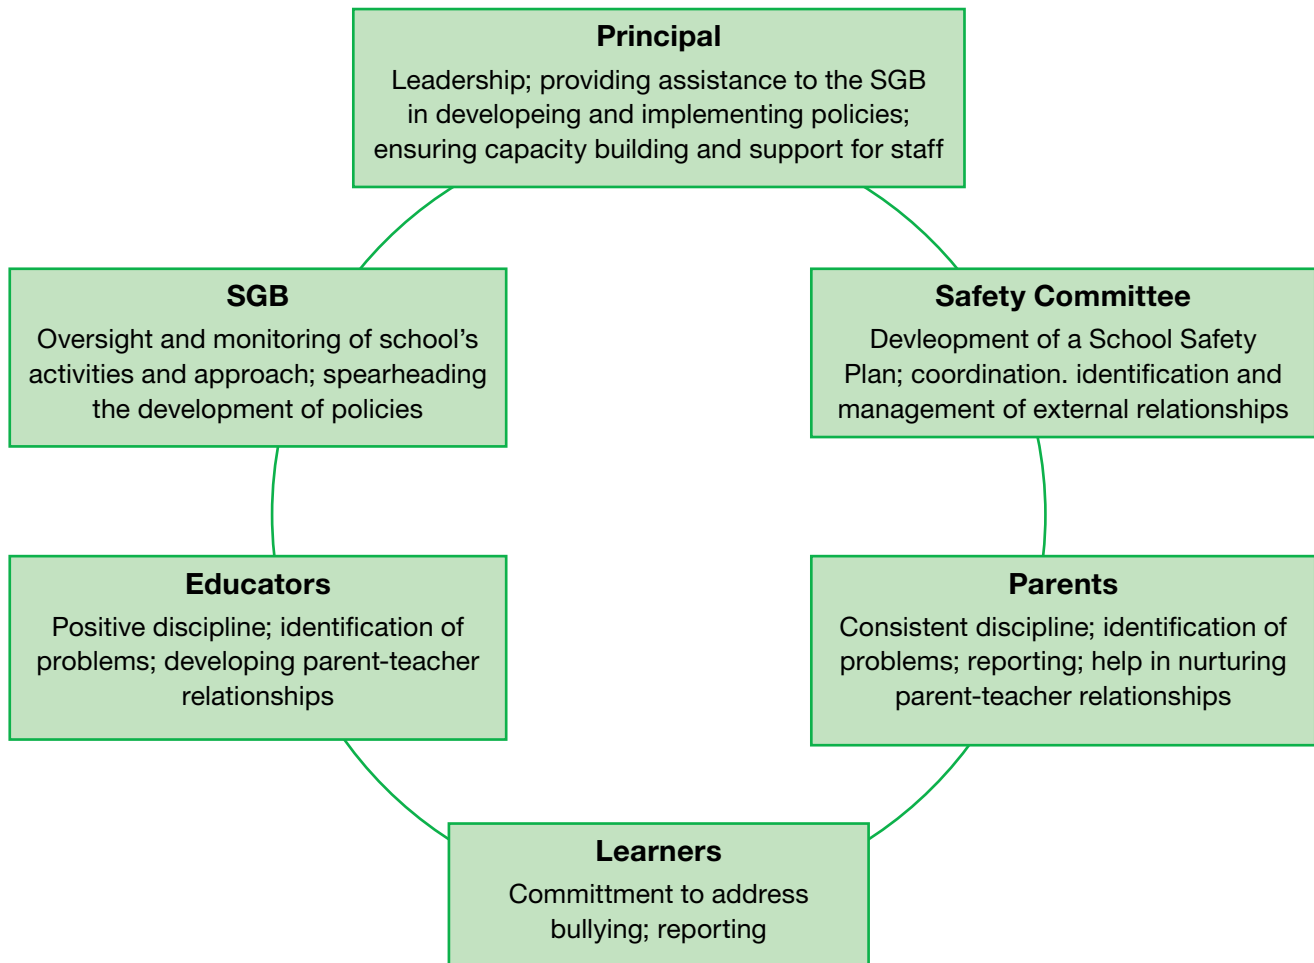 Principal
Leadership; providing assistance to the SGB
in developeing and implementing policies;
ensuring capacity building and support for staff
SGB
Oversight and monitoring of school’s
activities and approach; spearheading
the development of policies
Safety Committee
Devleopment of a School Safety
Plan; coordination. identification and
management of external relationships
Educators
Positive discipline; identification of
problems; developing parent-teacher
relationships
Parents
Consistent discipline; identification of
problems; reporting; help in nurturing
parent-teacher relationships
Learners
Committment to address
bullying; reporting